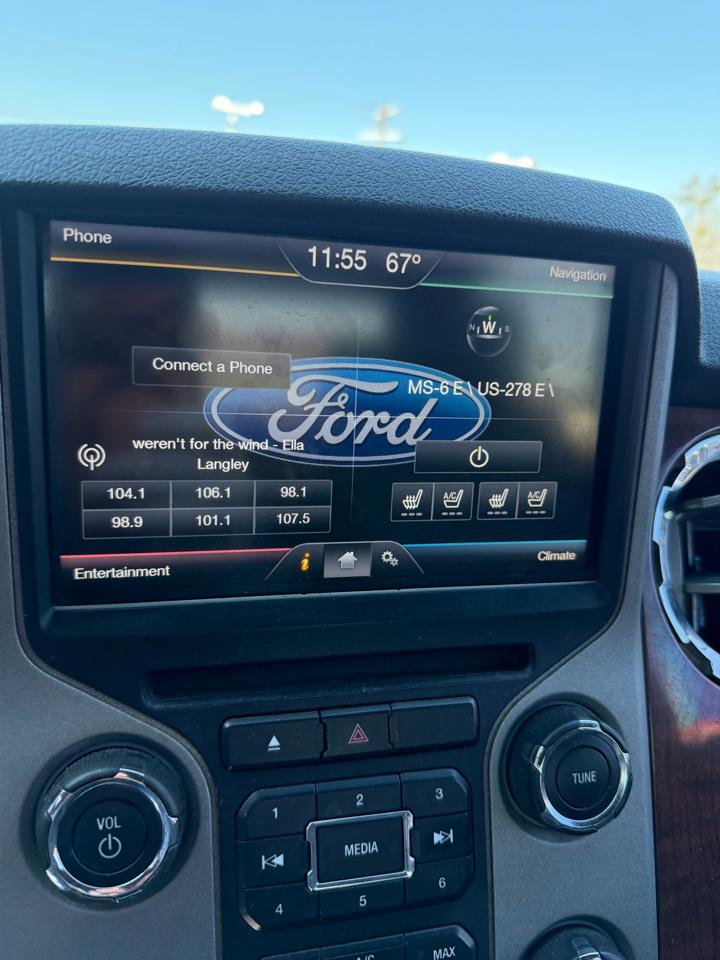 Phone
11:55 67°
Navigation
N W S
Connect a Phone
MS-6 E \ US-278 E \
Ford
weren't for the wind - Ella
Langley
104.1 106.1 98.1
98.9 101.1 107.5
A/C A/C
i
Entertainment
Climate
VOL
TUNE
1 2 3
MEDIA
4 5 6
A/C MAX